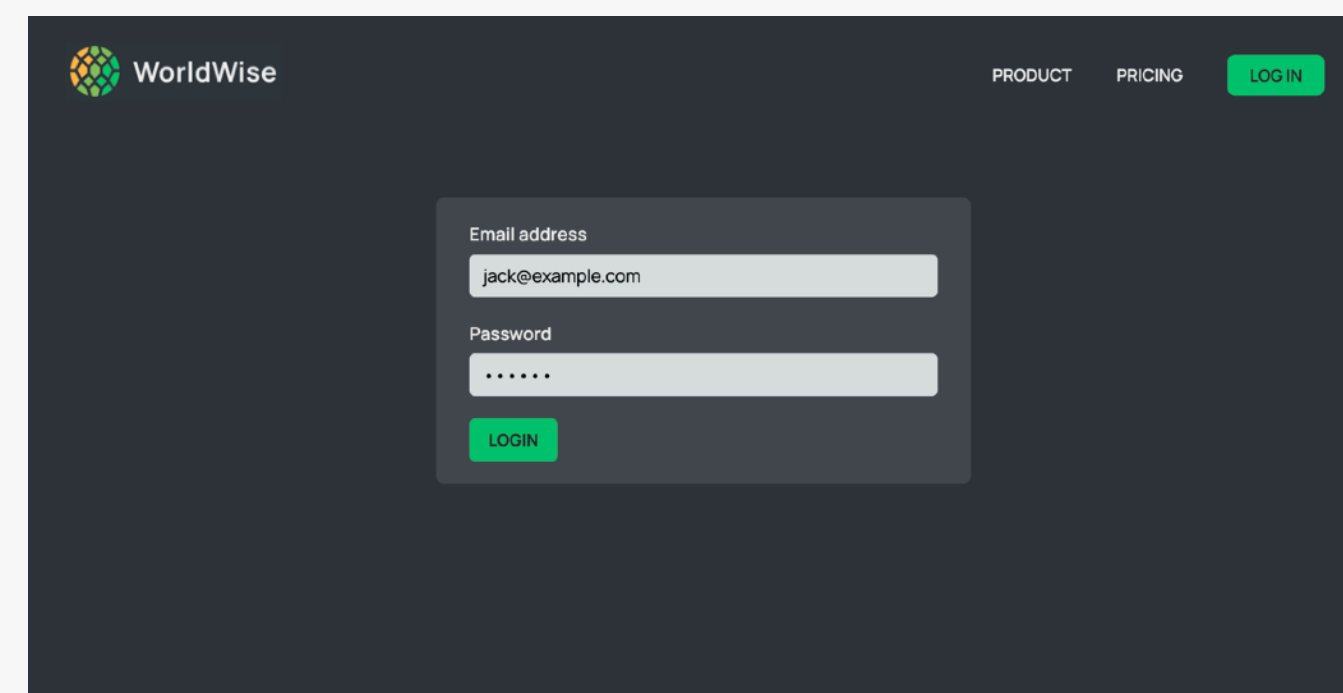 WorldWise
PRODUCT PRICING LOG IN
Email address
jack@example.com
Password
••••••
LOGIN